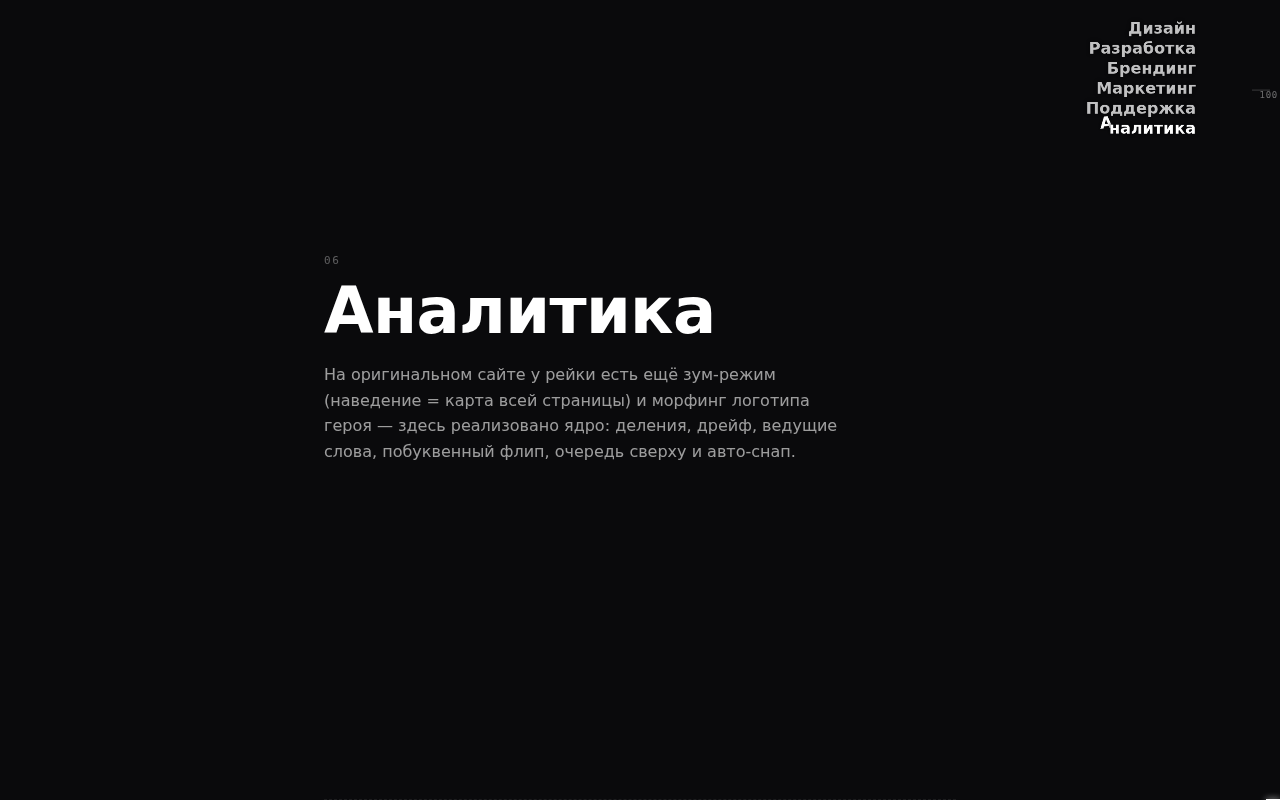 Дизайн
Разработка
Брендинг
Маркетинг
100
Поддержка
Аналитика
06
Аналитика
На оригинальном сайте у рейки есть ещё зум-режим
(наведение = карта всей страницы) и морфинг логотипа
героя — здесь реализовано ядро: деления, дрейф, ведущие
слова, побуквенный флип, очередь сверху и авто-снап.